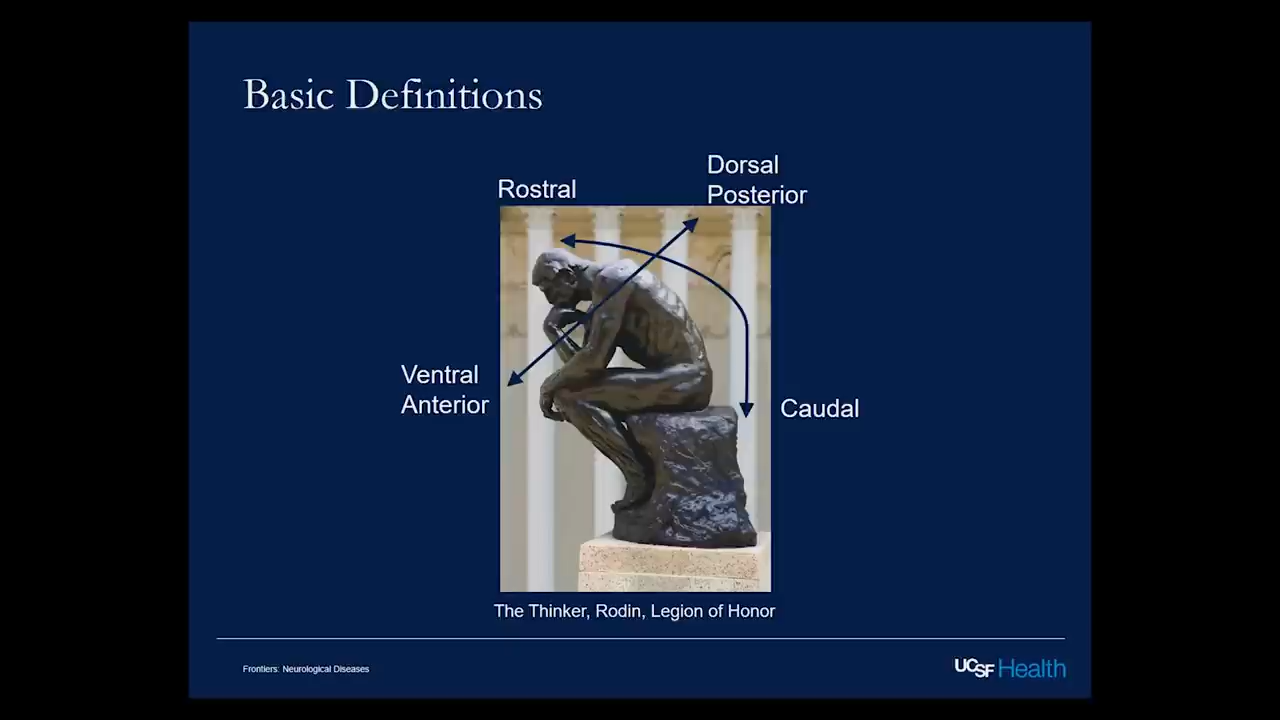 Basic Definitions
Dorsal
Posterior
Rostral
Ventral
Anterior
Caudal
The Thinker, Rodin, Legion of Honor
Frontiers: Neurological Diseases
UCSF Health